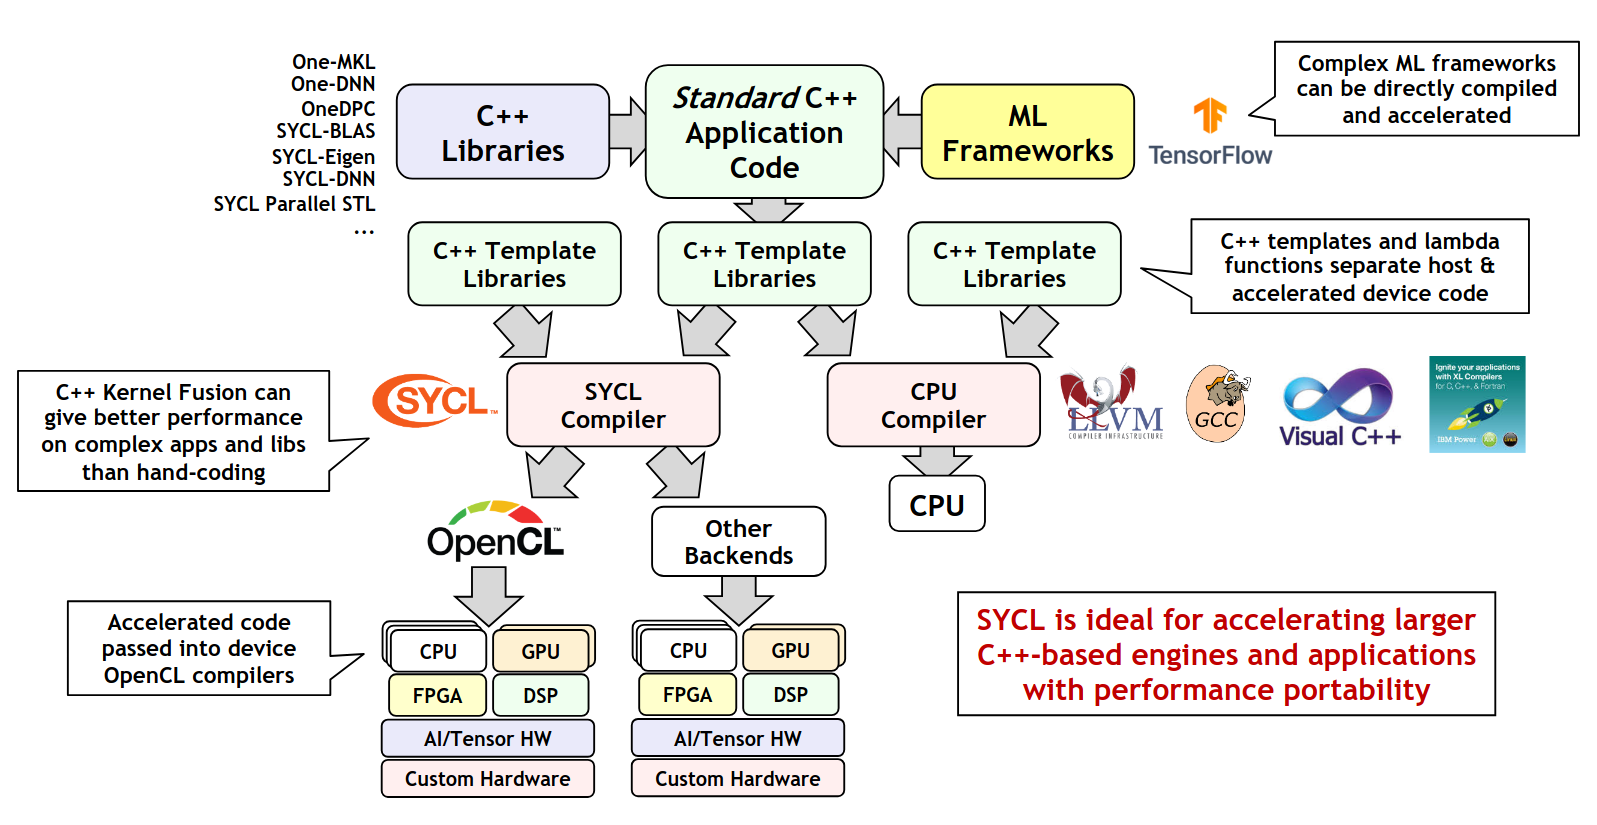 One-MKL
One-DNN
OneDPC
SYCL-BLAS
SYCL-Eigen
SYCL-DNN
SYCL Parallel STL
...
C++
Libraries
Standard C++
Application
Code
ML
Frameworks
TensorFlow
Complex ML frameworks
can be directly compiled
and accelerated
C++ Template
Libraries
C++ Template
Libraries
C++ Template
Libraries
C++ templates and lambda
functions separate host &
accelerated device code
C++ Kernel Fusion can
give better performance
on complex apps and libs
than hand-coding
SYCL™
SYCL
Compiler
CPU
Compiler
LLVM
COMPILER INFRASTRUCTURE
GCC
Visual C++
Ignite your applications
with XL Compilers
for C, C++, & Fortran
IBM Power
CPU
OpenCL™
Other
Backends
Accelerated code
passed into device
OpenCL compilers
CPU
GPU
FPGA
DSP
AI/Tensor HW
Custom Hardware
CPU
GPU
FPGA
DSP
AI/Tensor HW
Custom Hardware
SYCL is ideal for accelerating larger
C++-based engines and applications
with performance portability